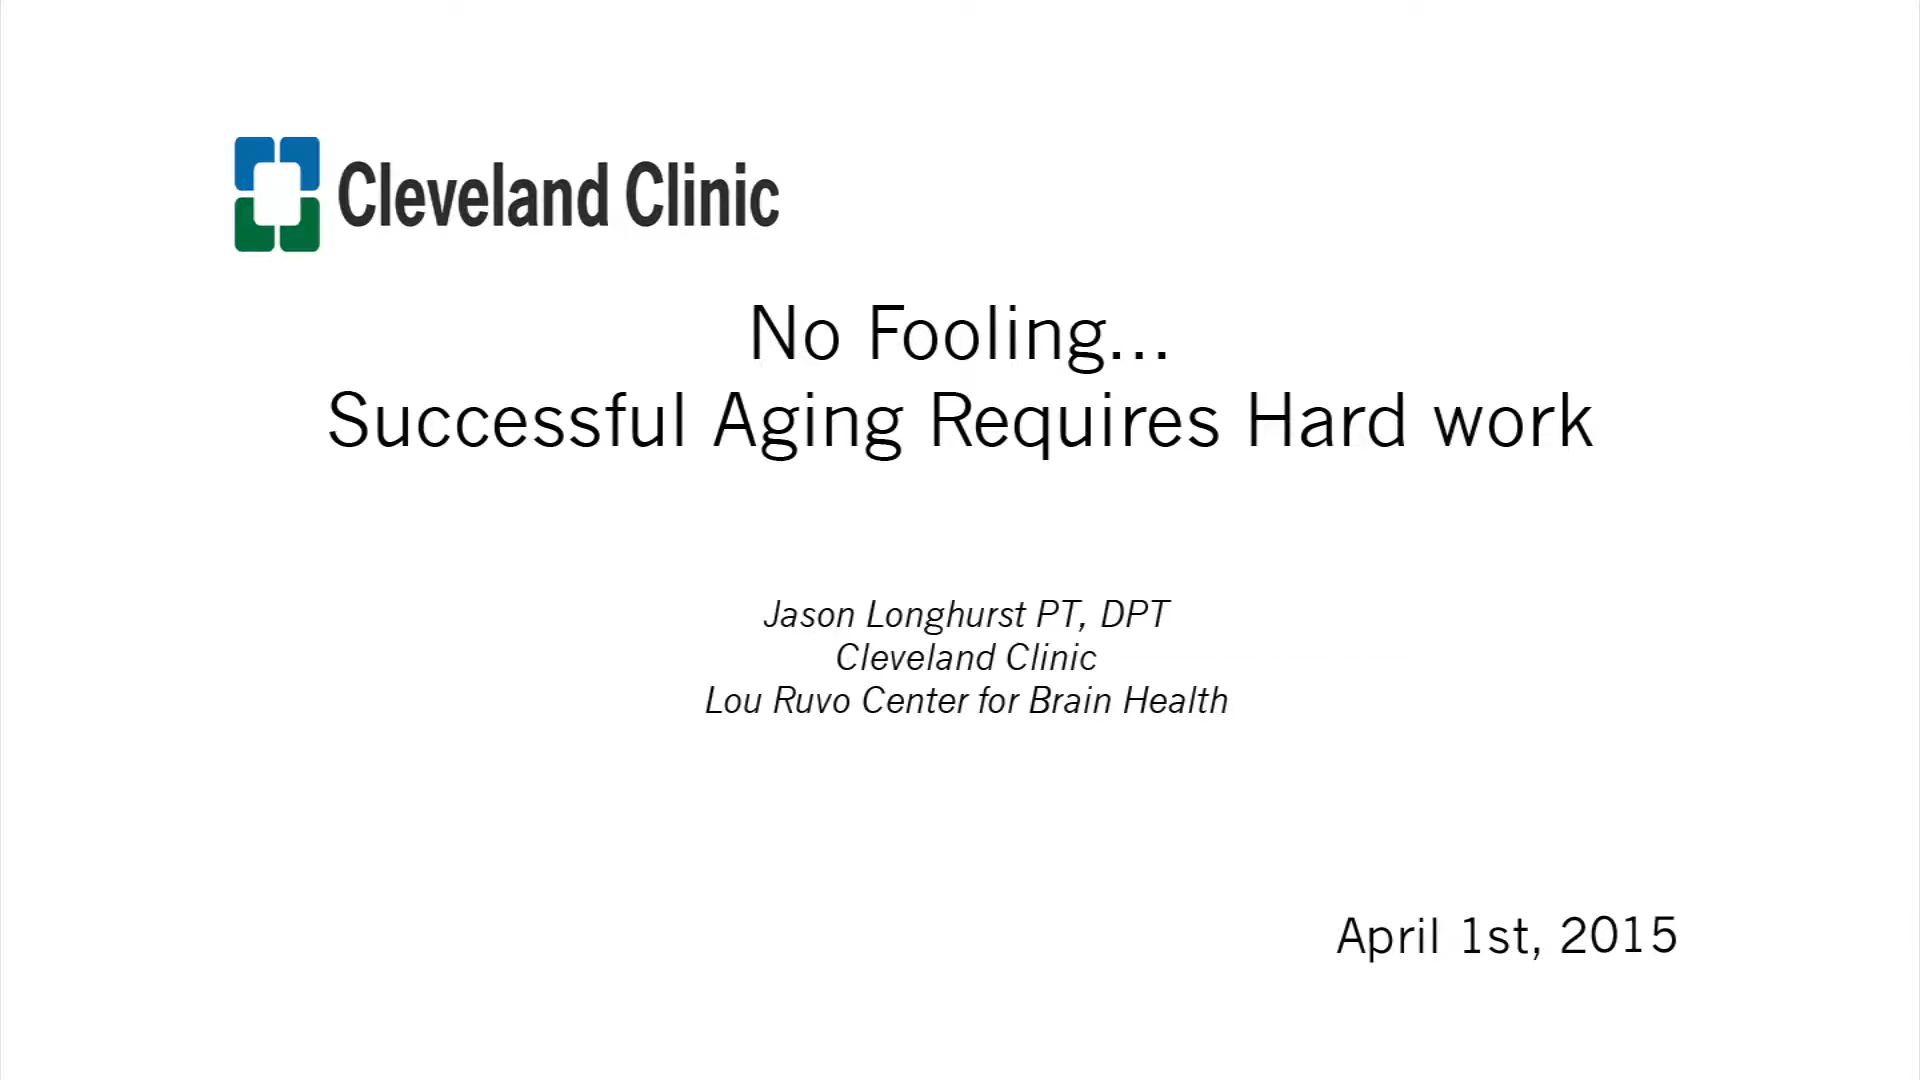 Cleveland Clinic
No Fooling...
Successful Aging Requires Hard work
Jason Longhurst PT, DPT
Cleveland Clinic
Lou Ruvo Center for Brain Health
April 1st, 2015